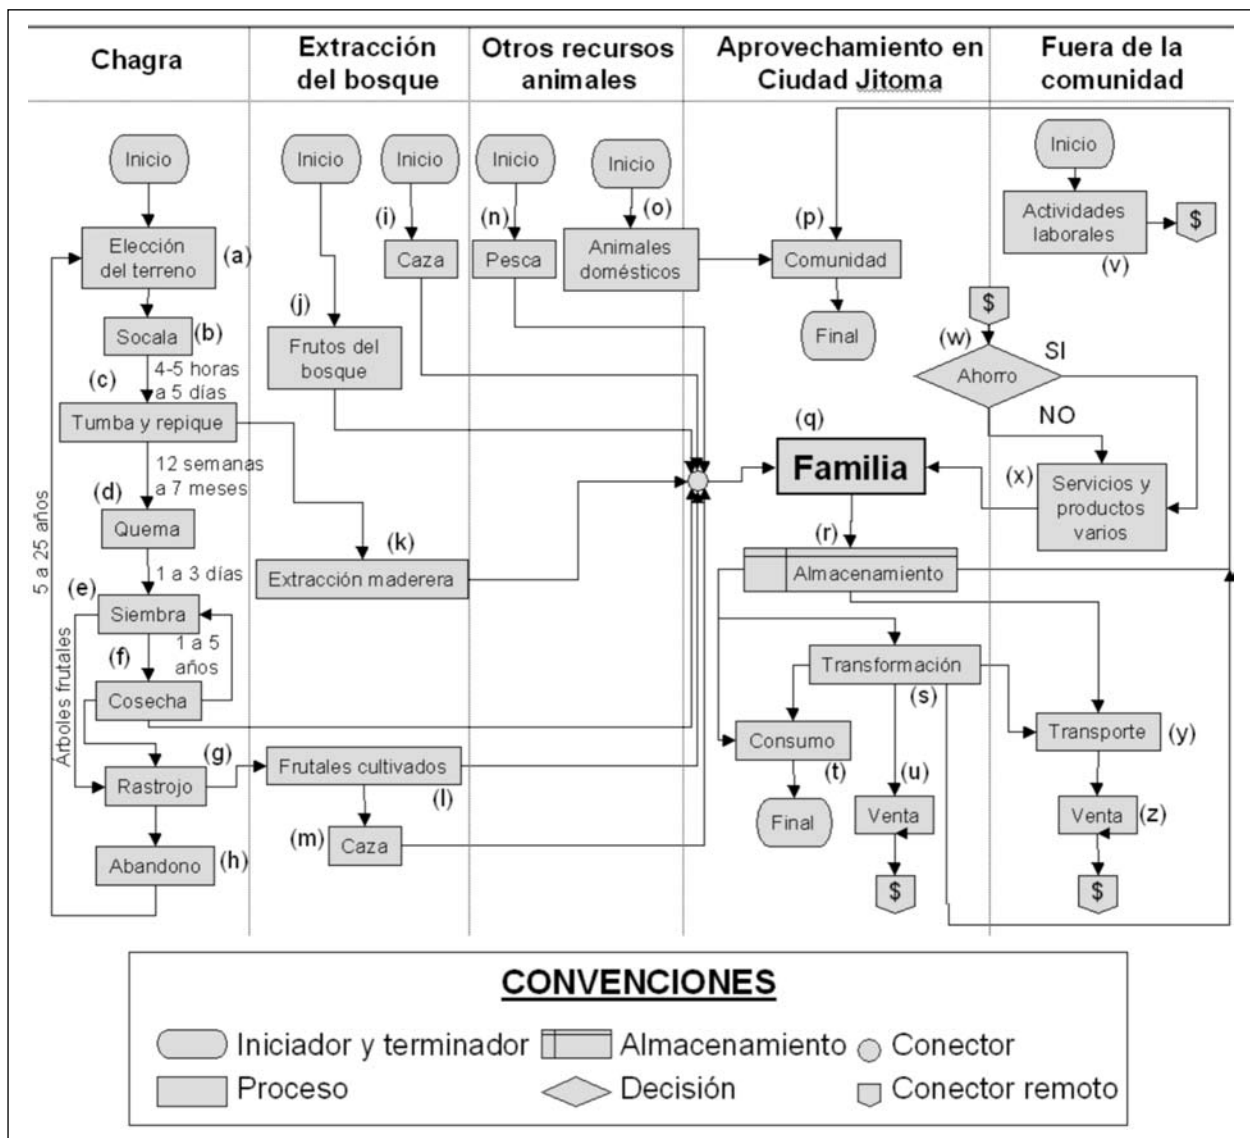 Chagra
Extracción
del bosque
Otros recursos
animales
Aprovechamiento en
Ciudad Jitoma
Fuera de la
comunidad
Inicio
Elección
del terreno
(a)
Socala
(b)
4-5 horas
a 5 días
(c)
Tumba y repique
12 semanas
a 7 meses
(d)
Quema
1 a 3 días
(e)
Siembra
1 a 5
años
(f)
Cosecha
Arboles frutales
5 a 25 años
(g)
Rastrojo
Abandono
(h)
Inicio
Inicio
(i)
Caza
(j)
Frutos del
bosque
(k)
Extracción maderera
Frutales cultivados
(l)
(m)
Caza
Inicio
Inicio
(n)
Pesca
(o)
Animales
domésticos
(p)
Comunidad
Final
(q)
Familia
(r)
Almacenamiento
Transformación
(s)
Consumo
(t)
Final
(u)
Venta
$
Inicio
Actividades
laborales
(v)
$
$
(w)
Ahorro
SI
NO
(x)
Servicios y
productos
varios
Transporte
(y)
Venta
(z)
$
CONVENCIONES
Iniciador y terminador
Almacenamiento
Conector
Proceso
Decisión
Conector remoto